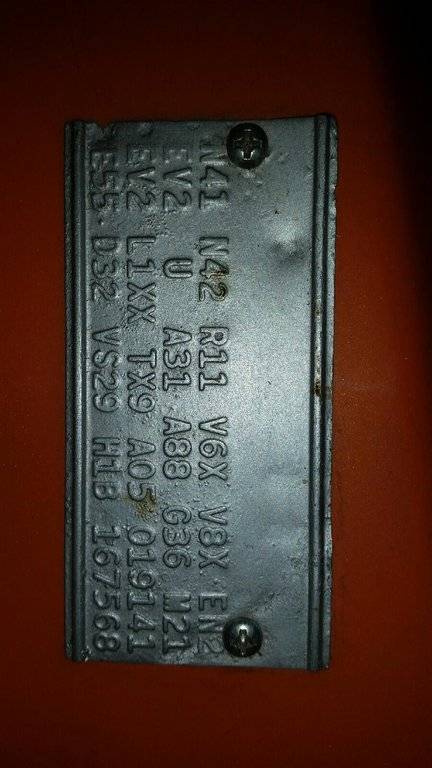 N41 N42 R11 V6X V8X EN2
EV2 U A31 A88 G36 M21
EV2 L1XX TX9 A05 019141
E55 D32 VS29 H1B 167568